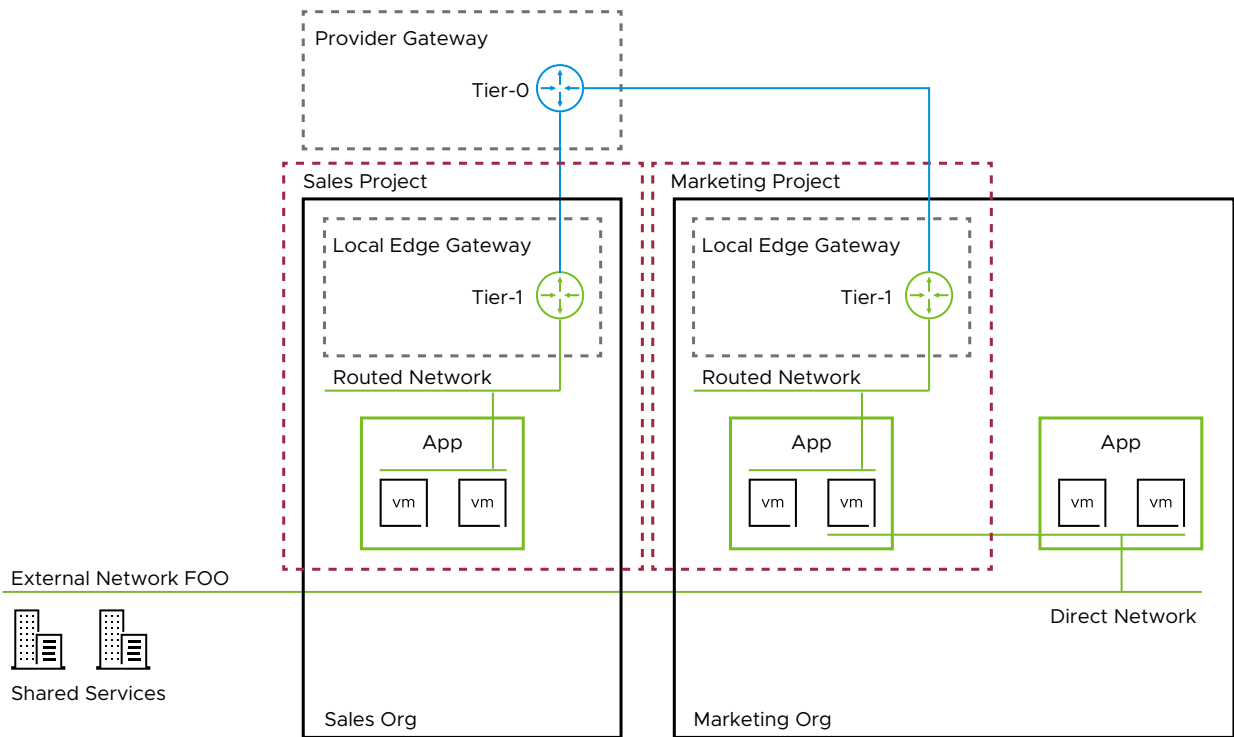 Provider Gateway
Tier-0
Sales Project
Marketing Project
Local Edge Gateway
Local Edge Gateway
Tier-1
Tier-1
Routed Network
Routed Network
App
App
App
vm
vm
vm
vm
vm
vm
External Network FOO
Direct Network
Shared Services
Sales Org
Marketing Org